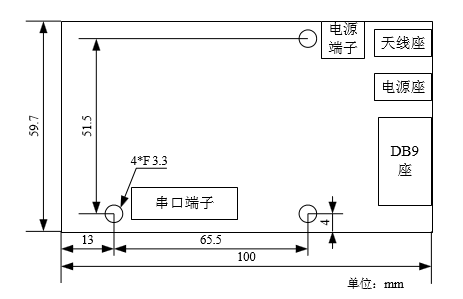 电源
端子
天线座
电源座
59.7
51.5
DB9
座
4*F3.3
串口端子
4
13
65.5
100
单位：mm